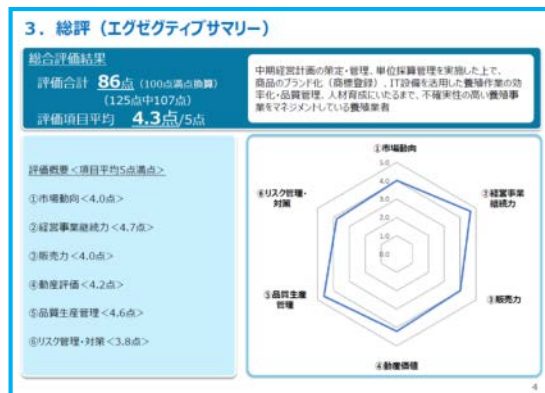 3．総評（エグゼグティブサマリー）
総合評価結果
評価合計 86点（100点満点換算）
（125点中107点）
評価項目平均 4.3点/5点
中期経営計画の策定・管理、単位採算管理を実施した上で、
商品のブランド化（商標登録）、IT設備を活用した養殖作業の効
率化・品質管理、人材育成にいたるまで、不確実性の高い養殖事
業をマネジメントしている養殖業者
評価概要＜項目平均5点満点＞
①市場動向＜4.0点＞
②経営事業継続力＜4.7点＞
③販売力＜4.0点＞
④動産評価＜4.2点＞
⑤品質生産管理＜4.6点＞
⑥リスク管理・対策＜3.8点＞
①市場動向
5.0
4.0
3.0
2.0
1.0
0.0
②経営事業
継続力
③販売力
④動産価値
⑤品質生産
管理
⑥リスク管理・
対策
4